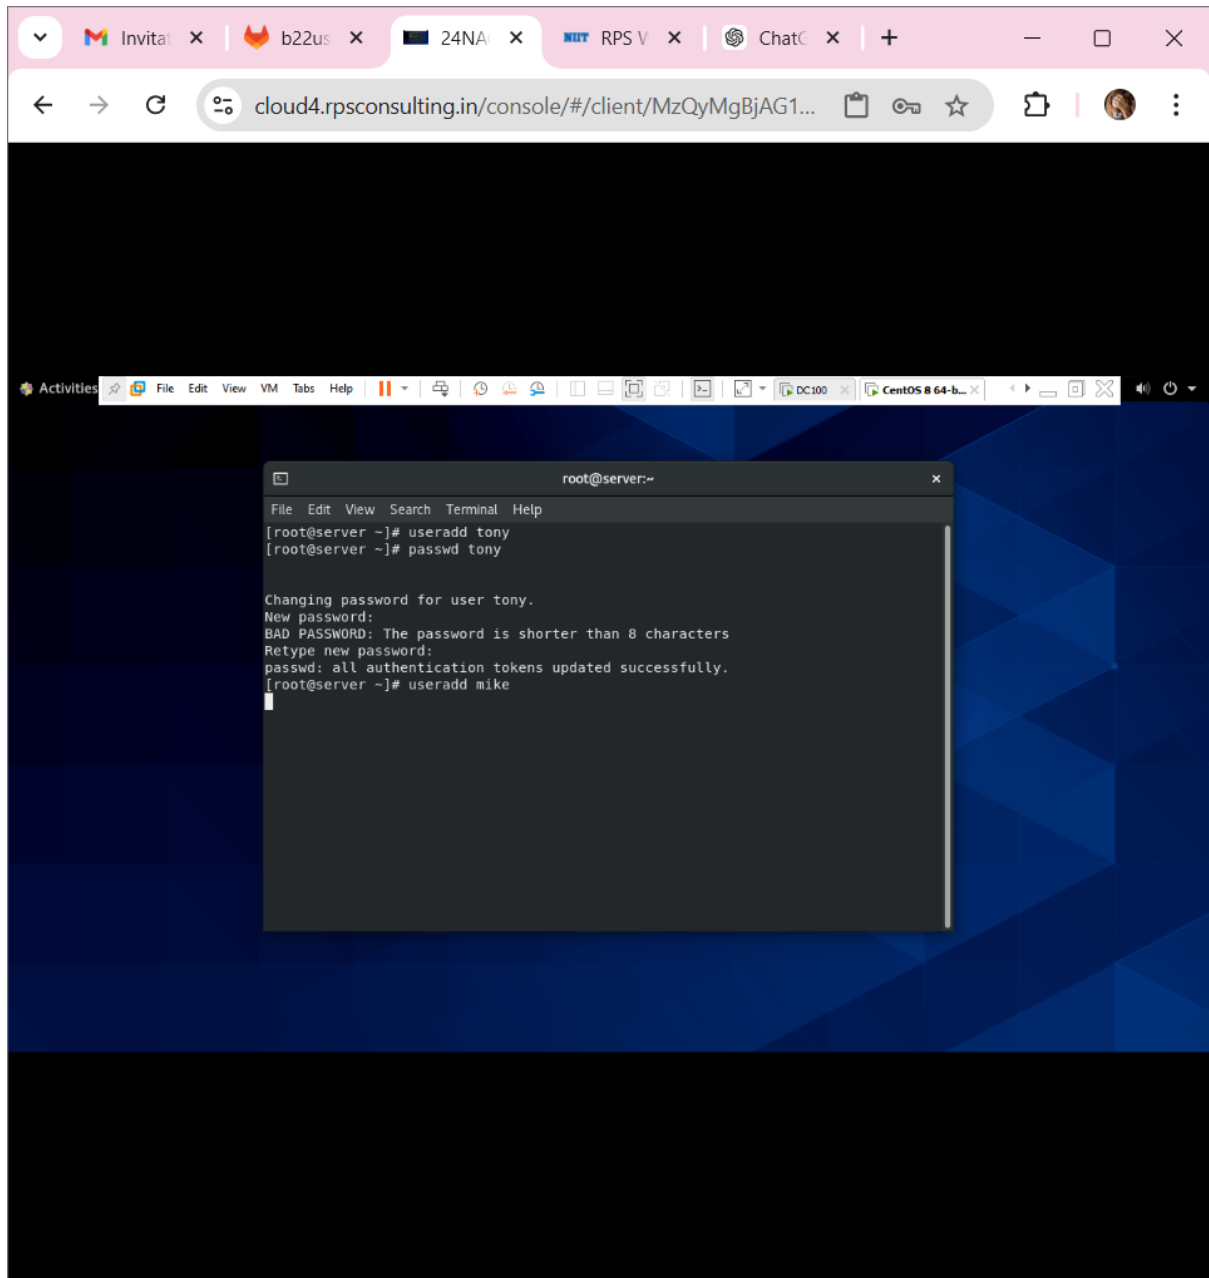 Invita
b22us
24NA
NIIT RPS V
Chat
cloud4.rpsconsulting.in/console/#/client/MzQyMgBjAG1...
Activities
File Edit View VM Tabs Help
DC100
CentOS 8 64-b...
root@server:~
File Edit View Search Terminal Help
[root@server ~]# useradd tony
[root@server ~]# passwd tony
Changing password for user tony.
New password:
BAD PASSWORD: The password is shorter than 8 characters
Retype new password:
passwd: all authentication tokens updated successfully.
[root@server ~]# useradd mike